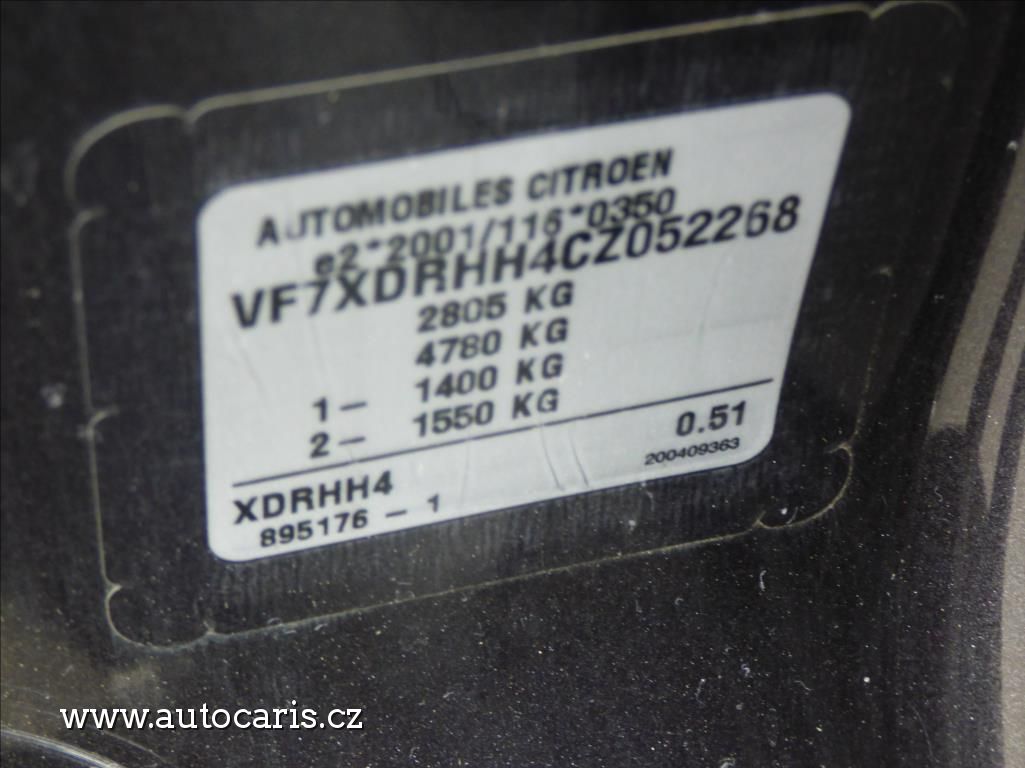 AUTOMOBILES CITROEN
e2*2001/116*0350
VF7XDRHH4CZ052268
2805 KG
4780 KG
1- 1400 KG
2- 1550 KG
0.51
200409363
XDRHH4
895176 - 1
www.autocaris.cz